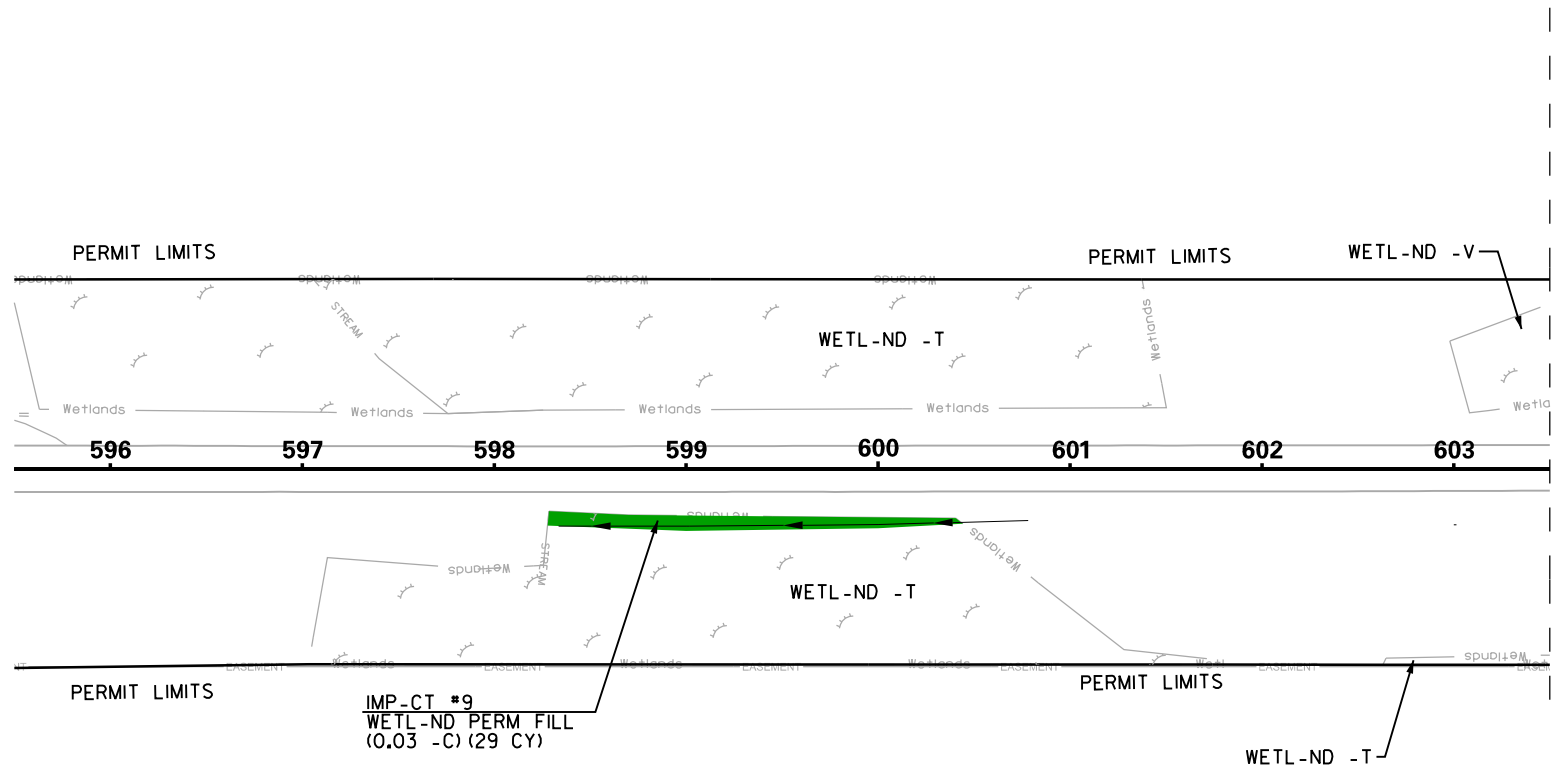 PERMIT LIMITS
PERMIT LIMITS
WETL-ND -V
Wetlands
Wetlands
Wetlands
Wetlands
STREAM
WETL-ND -T
Wetlands
Wetlands
Wetlands
Wetlands
Wetlands
Wetla
596
597
598
599
600
601
602
603
Wetlands
Wetlands
Wetlands
STREAM
WETL-ND -T
EASEMENT
Wetlands
EASEMENT
Wetlands
EASEMENT
Wetlands
EASEMENT
Wetl
EASEMENT
Wetlands
PERMIT LIMITS
PERMIT LIMITS
IMP-CT #9
WETL-ND PERM FILL
(0.03 -C) (29 CY)
WETL-ND -T